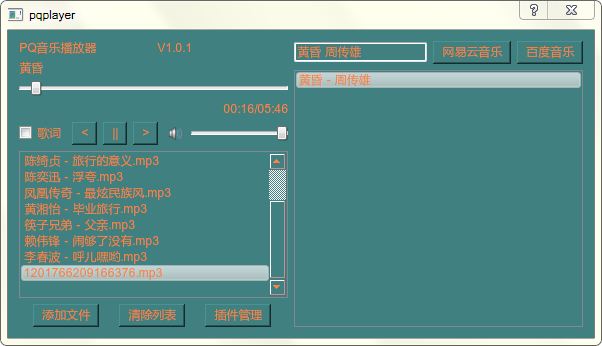 pqplayer
PQ音乐播放器 V1.0.1
黄昏
00:16/05:46
歌词 < || >
陈绮贞 - 旅行的意义.mp3
陈奕迅 - 浮夸.mp3
凤凰传奇 - 最炫民族风.mp3
黄湘怡 - 毕业旅行.mp3
筷子兄弟 - 父亲.mp3
赖伟锋 - 闹够了没有.mp3
李春波 - 呼儿嘿哟.mp3
1201766209166376.mp3
添加文件 清除列表 插件管理
黄昏 周传雄 网易云音乐 百度音乐
黄昏 - 周传雄